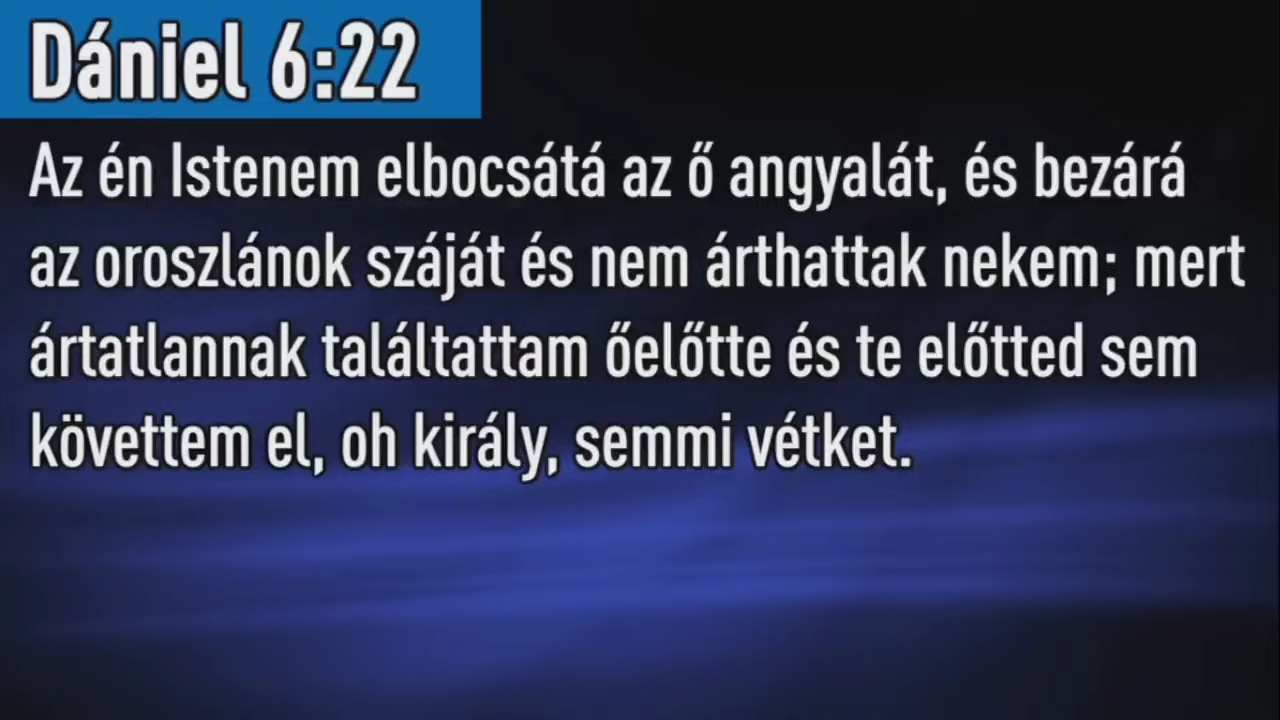 Dániel 6:22
Az én Istenem elbocsátá az ő angyalát, és bezárá
az oroszlánok száját és nem árthattak nekem; mert
ártatlannak találtattam őelőtte és te előtted sem
követtem el, oh király, semmi vétket.